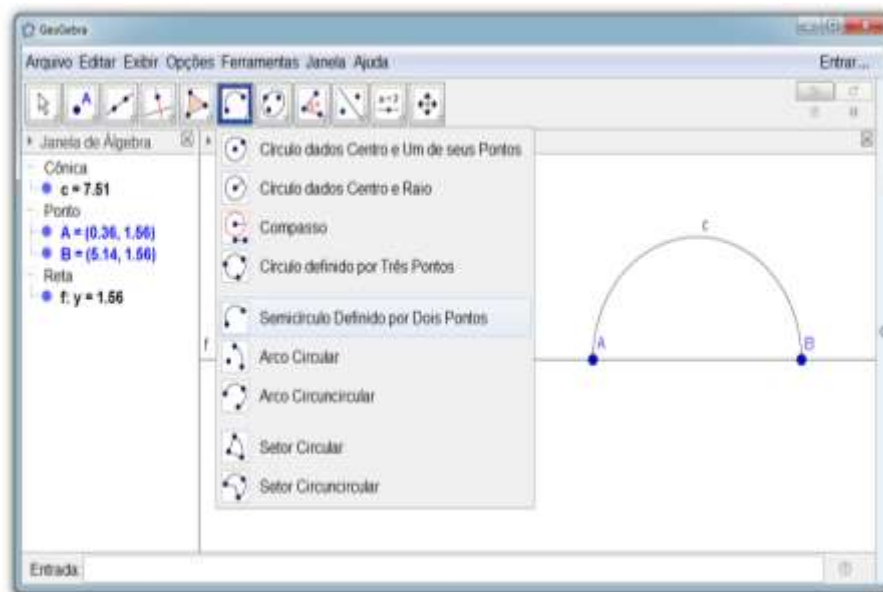 GeoGebra
Arquivo Editar Exibir Opções Ferramentas Janela Ajuda Entrar...
A
a=2
Janela de Álgebra
Cônica
c = 7.51
Ponto
A = (0.36, 1.56)
B = (5.14, 1.56)
Reta
f: y = 1.56
Círculo dados Centro e Um de seus Pontos
Círculo dados Centro e Raio
Compasso
Círculo definido por Três Pontos
Semicírculo Definido por Dois Pontos
Arco Circular
Arco Circuncircular
Setor Circular
Setor Circuncircular
c
f
A
B
Entrada